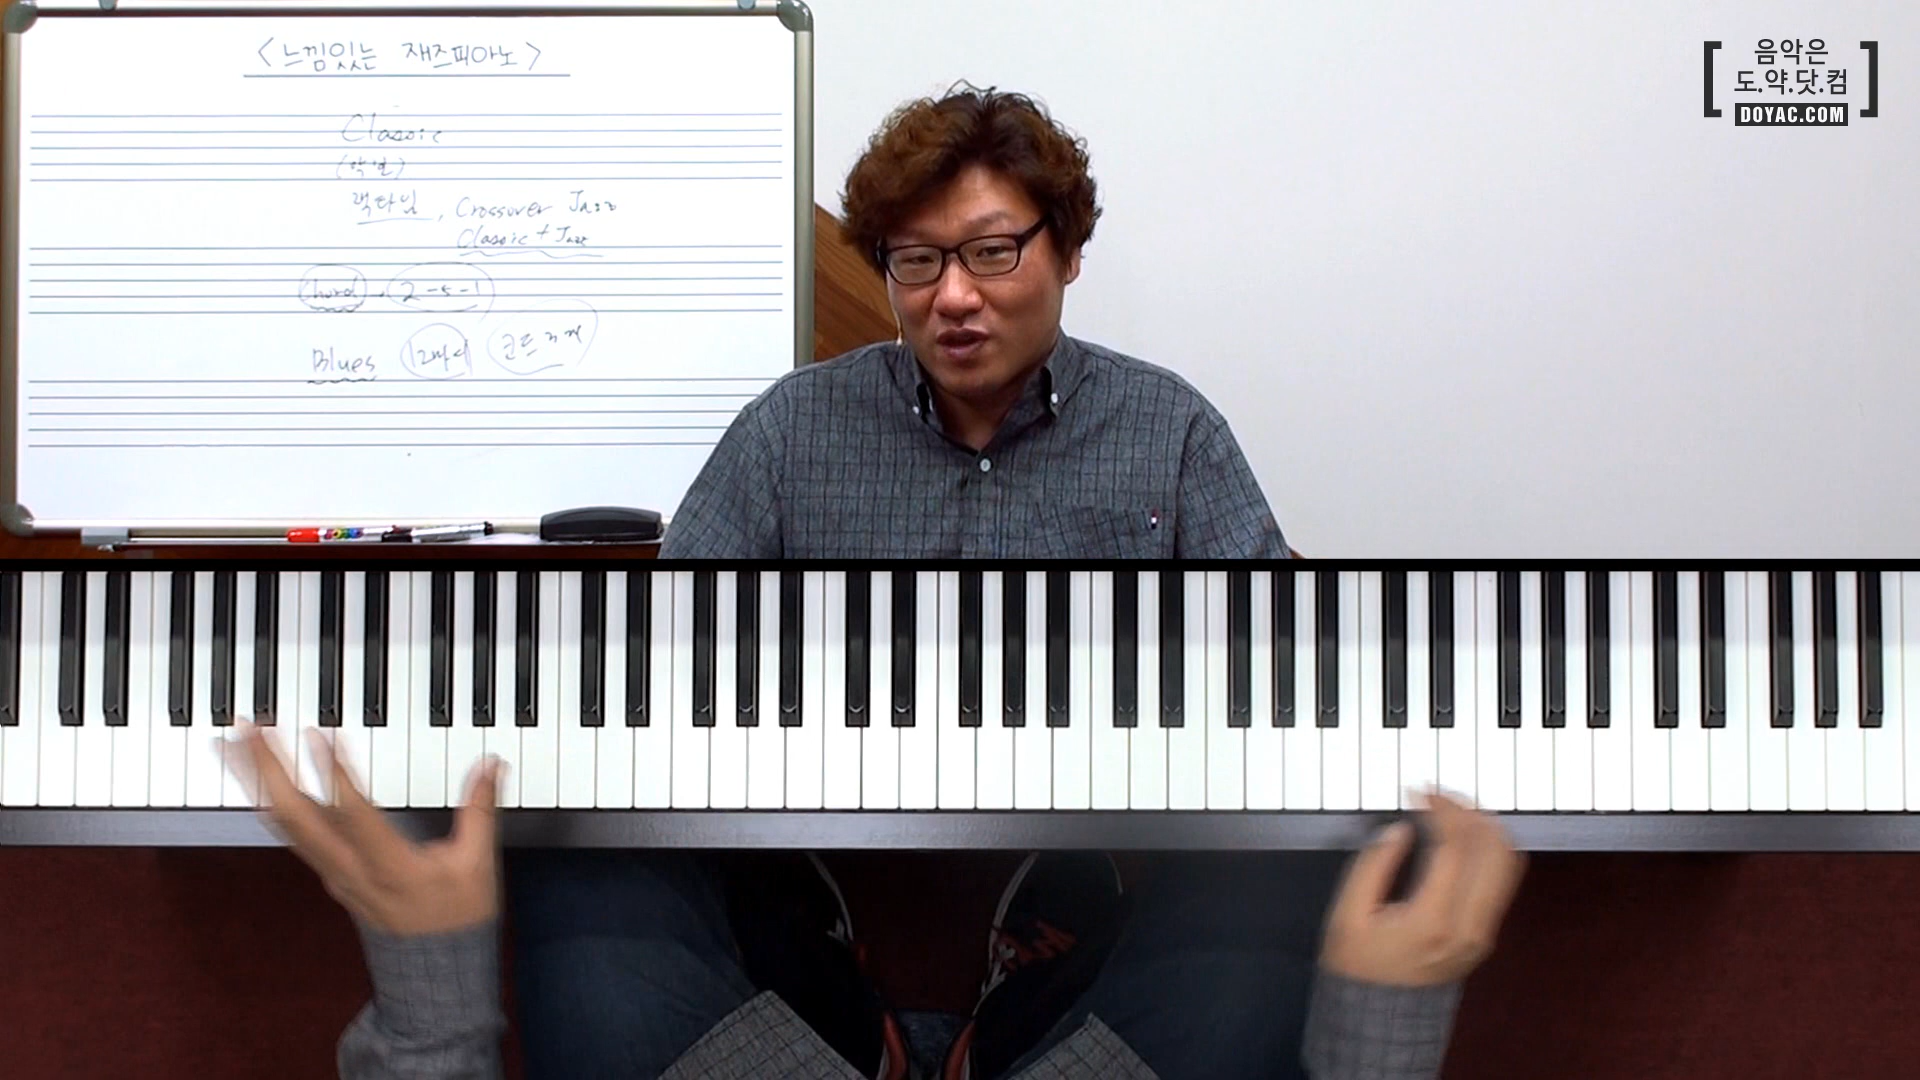 <느낌있는 재즈피아노>
Classic
(악보)
랙타임, Crossover Jazz
Classic + Jazz
Chord, 2-5-1
Blues 12마디 코드
[음악은
도.약.닷.컴]
DOYAC.COM